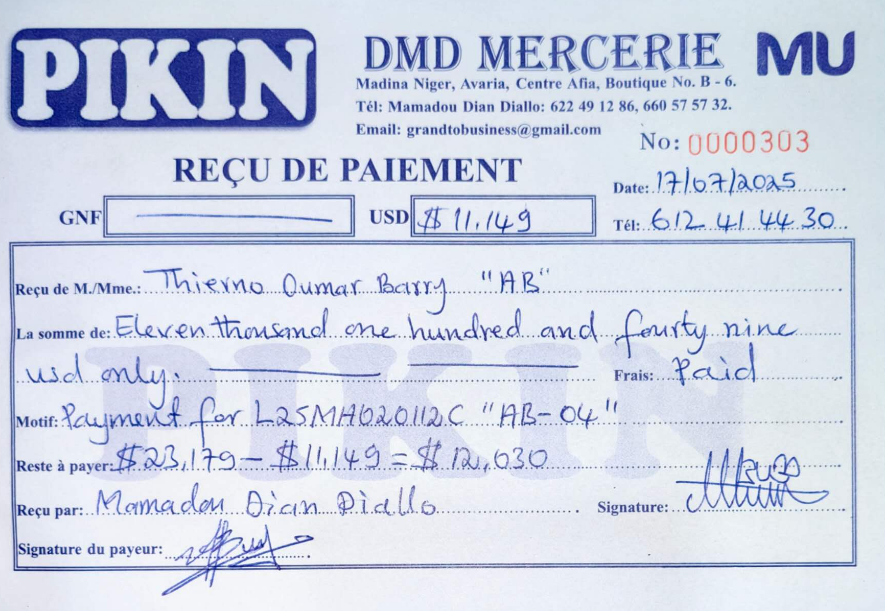 PIKIN
DMD MERCERIE
MU
Madina Niger, Avaria, Centre Afia, Boutique No. B - 6.
Tél: Mamadou Dian Diallo: 622 49 12 86, 660 57 57 32.
Email: grandtobusiness@gmail.com
No: 0000303
REÇU DE PAIEMENT
Date: 17/07/2025
GNF
USD $ 11,149
Tél: 612 41 44 30
Reçu de M./Mme.: Thierno Oumar Barry "AB"
La somme de: Eleven thousand one hundred and fourty nine
usd only. Frais: Paid
Motif: Payment for L25MA020112C "AB-04"
Reste à payer: $23,179 - $11,149 = $12,030
Reçu par: Mamadou Dian Diallo Signature:
Signature du payeur:
PIKIN